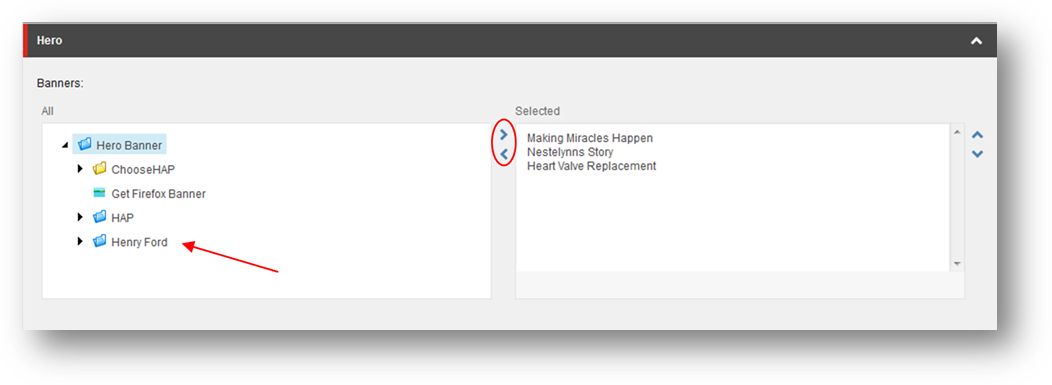 Hero
Banners:
All
Selected
Hero Banner
ChooseHAP
Get Firefox Banner
HAP
Henry Ford
Making Miracles Happen
Nestelynns Story
Heart Valve Replacement